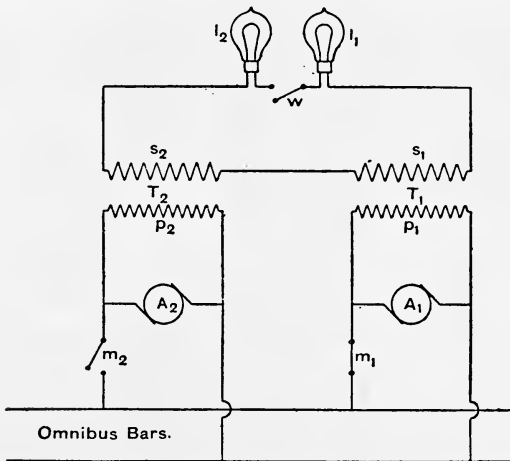 l₂ l₁
w
s₂ s₁
T₂ T₁
p₂ p₁
A₂ A₁
m₂ m₁
Omnibus Bars.